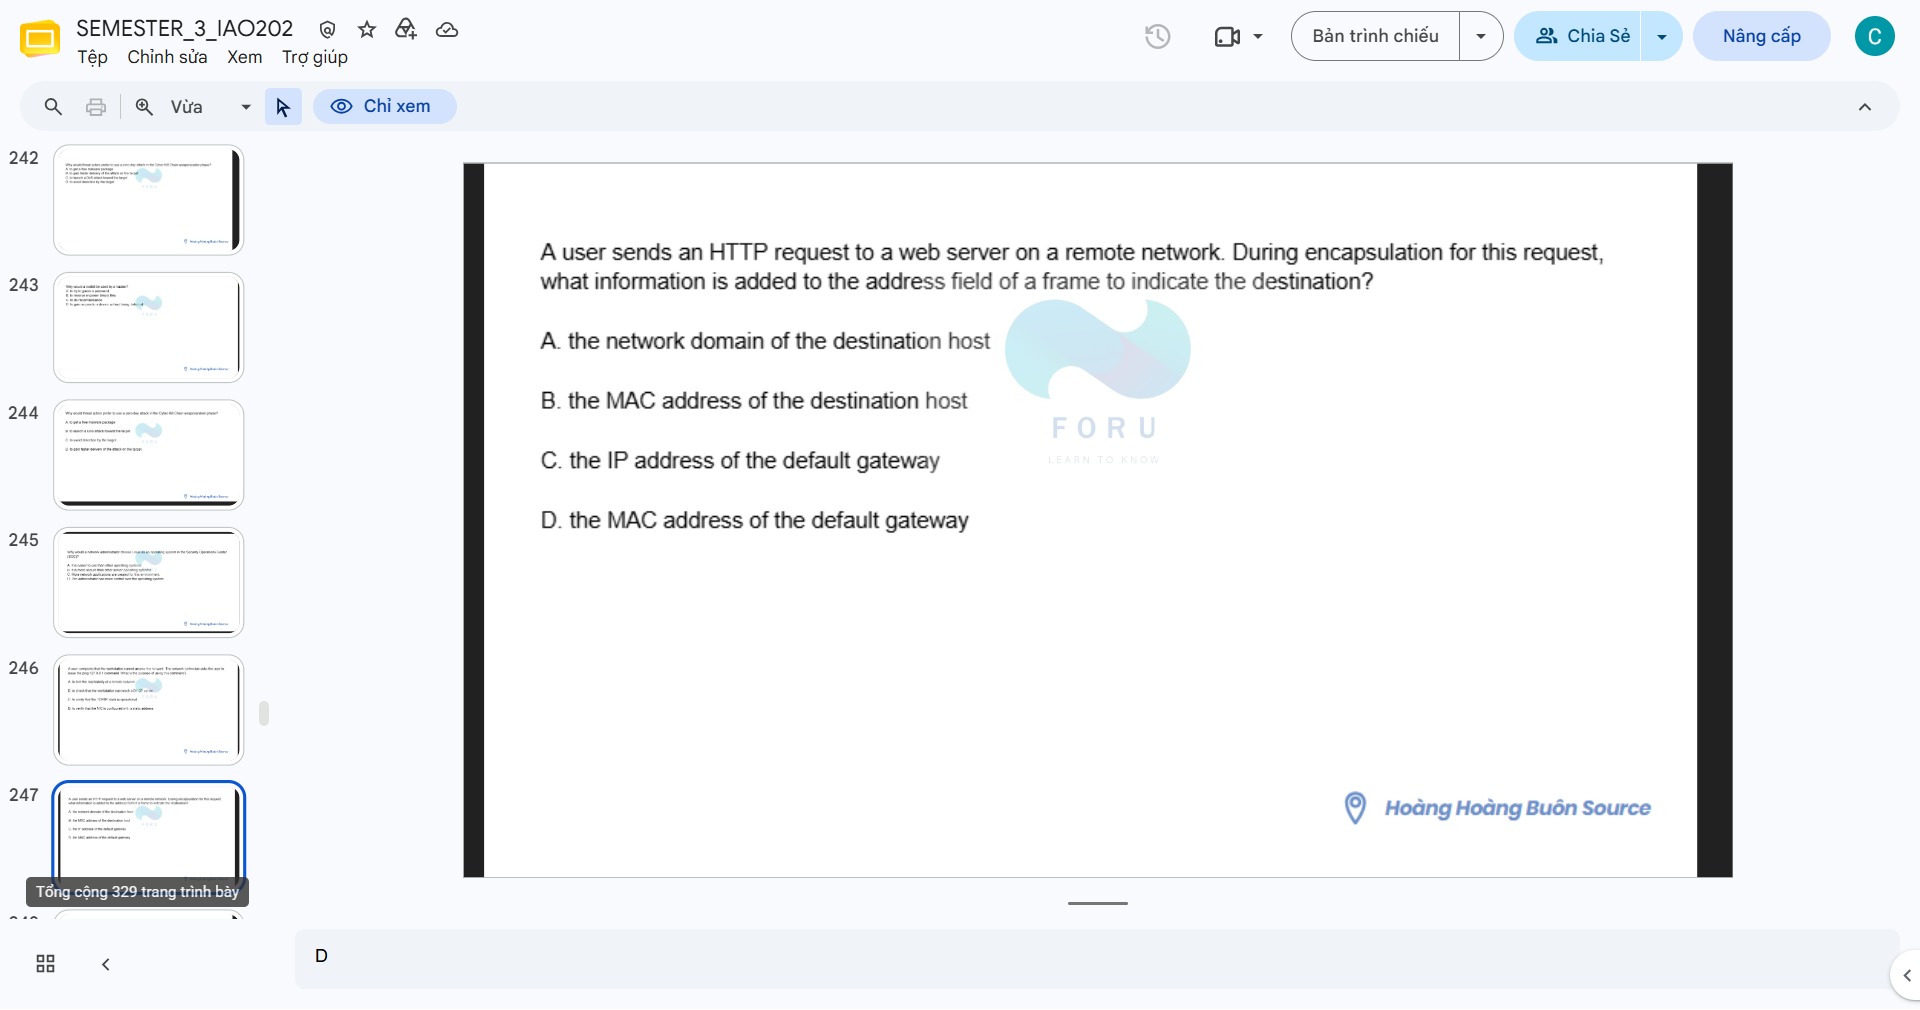 SEMESTER_3_IAO202
Tệp Chỉnh sửa Xem Trợ giúp
Bản trình chiếu
Chia Sẻ
Nâng cấp
C
Vừa
Chỉ xem
242
243
244
245
246
247
Tổng cộng 329 trang trình bày
A user sends an HTTP request to a web server on a remote network. During encapsulation for this request,
what information is added to the address field of a frame to indicate the destination?
A. the network domain of the destination host
B. the MAC address of the destination host
C. the IP address of the default gateway
D. the MAC address of the default gateway
FORU
LEARN TO KNOW
Hoàng Hoàng Buôn Source
D